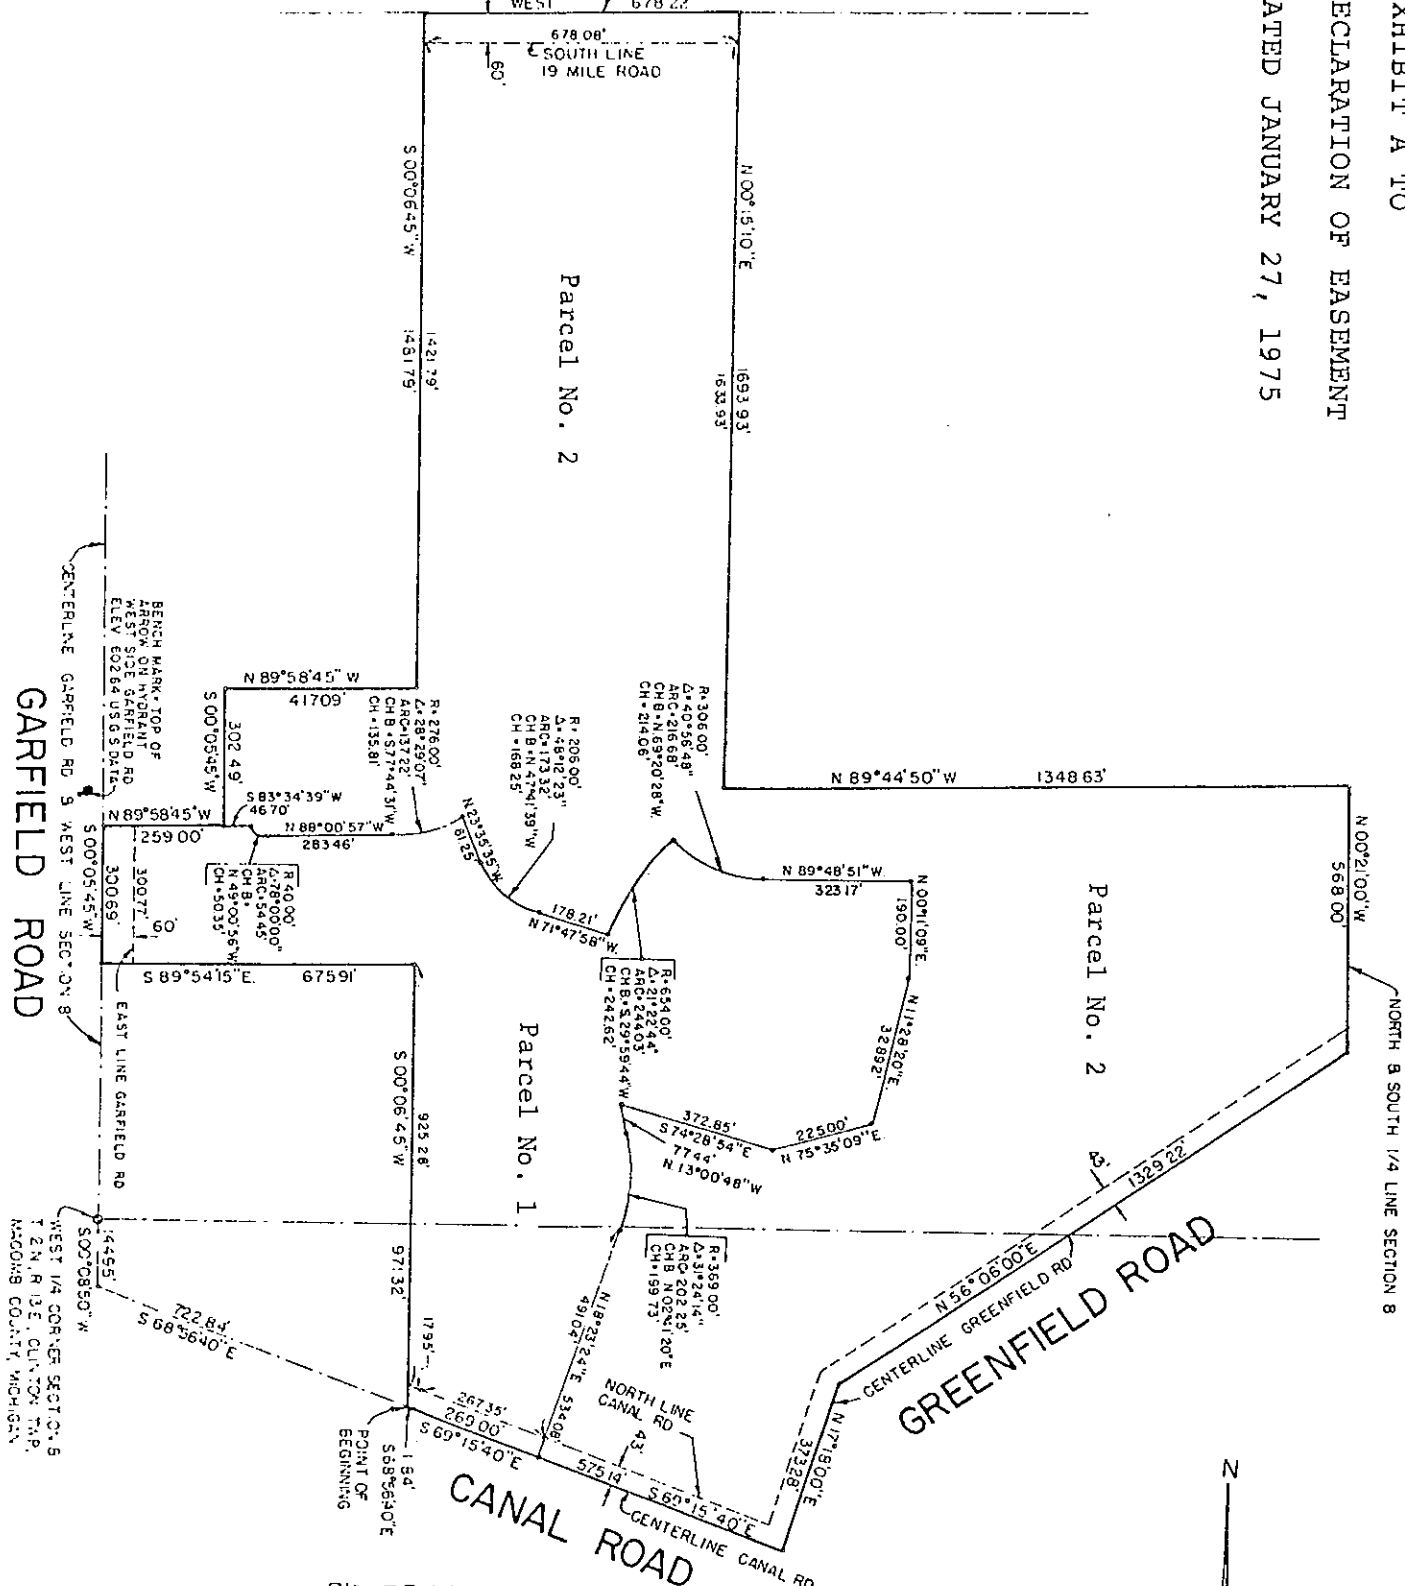 XHIBIT A TO
ECLARATION OF EASEMENT
ATED JANUARY 27, 1975
WEST
678.22
678.08'
SOUTH LINE
19 MILE ROAD
60'
S 00°06'45" W
1421.79'
1481.79'
Parcel No. 2
N 00°15'10"E
1693.93'
1633.93'
N 89°44'50"W 1348.63'
N 00°21'00"W
568.00'
NORTH & SOUTH 1/4 LINE SECTION 8
Parcel No. 2
R=306.00'
Δ=40°56'48"
ARC=216.68'
CHB=N.69°20'28"W.
CH=214.06'
N 89°48'51"W.
323.17'
N 00°11'09"E.
190.00'
N 11°28'20"E.
328.92'
225.00'
N 75°35'09"E.
372.85'
S 74°28'54"E
77.44'
N.13°00'48"W
R=654.00'
Δ=21°22'44"
ARC=244.03'
CHB.=S.29°59'44"W
CH=242.62'
178.21'
N 71°47'58"W.
R=206.00'
Δ=48°12'23"
ARC=173.32'
CHB=N 47°41'39"W
CH=168.25'
N 23°35'35"W.
61.25
R=276.00'
Δ=28°29'07"
ARC=137.22'
CHB=S77°44'31"W
CH=135.81'
N 89°58'45" W
417.09'
302.49'
S 00°05'45"W
S 83°34'39"W
46.70
N 88°00'57"W
283.46'
R 40.00'
Δ=78°00'00"
ARC=54.45
CH B=
N 49°00'56"W
CH=50.35'
N 89°58'45"W
259.00'
300.77'
60'
300.69'
S 00°05'45"W
S 89°54'15"E. 675.91'
BENCH MARK=TOP OF
ARROW ON HYDRANT
WEST SIDE GARFIELD RD
ELEV 602.64 U.S.G.S DATA
CENTERLINE GARFIELD RD & WEST LINE SECTION 8
GARFIELD ROAD
EAST LINE GARFIELD RD
Parcel No. 1
S 00°06'45"W
925.28'
971.32'
17.95'
R=369.00'
Δ=31°24'14"
ARC=202.25'
CHB N 02°41'20"E
CH=199.73'
N18°23'24"E 534.08'
491.04'
NORTH LINE
CANAL RD
43'
144.95'
S 00°08'50"W
WEST 1/4 CORNER SECTION 8
T 2 N, R 13 E, CLINTON TWP.
MACOMB COUNTY, MICHIGAN
722.84'
S 68°56'40"E
267.35'
269.00'
S 69°15'40"E
POINT OF
BEGINNING
1.84'
S68°56'40"E
575.14'
S 69°15'40"E
CENTERLINE CANAL RD
CANAL ROAD
N 17°18'00"E
373.28'
N 56°06'00"E
1329.22'
43'
CENTERLINE GREENFIELD RD
GREENFIELD ROAD
N